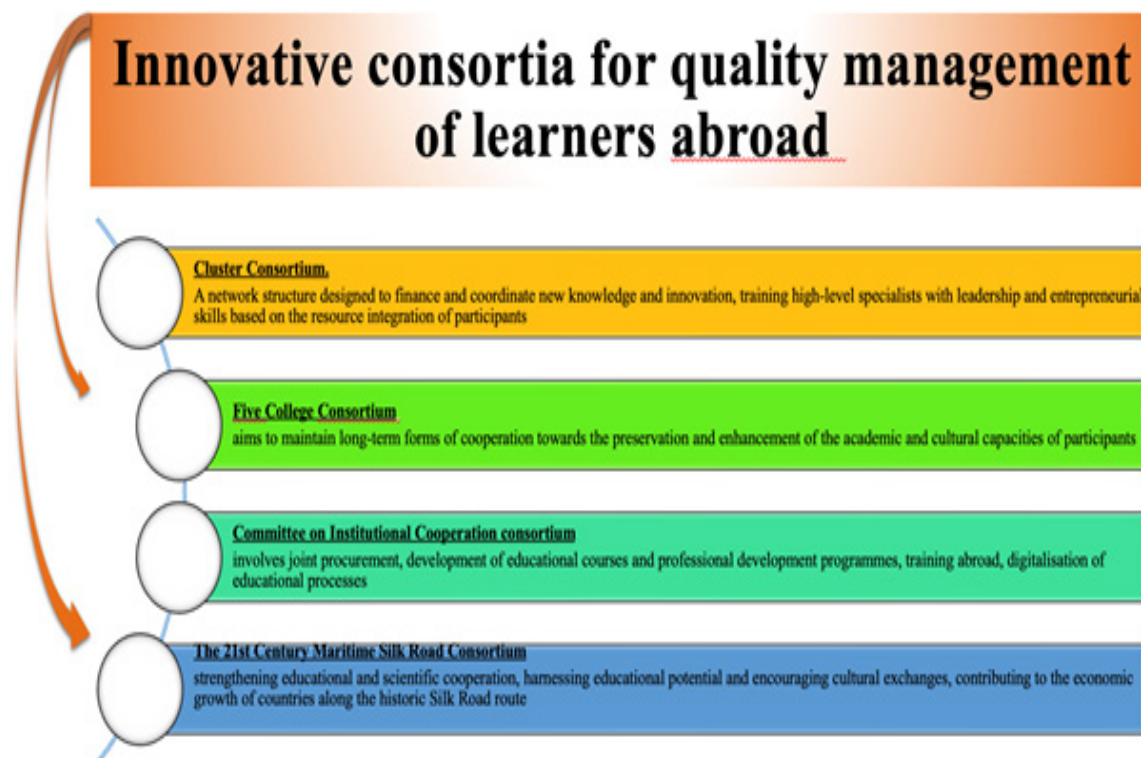 Innovative consortia for quality management
of learners abroad
Cluster Consortium.
A network structure designed to finance and coordinate new knowledge and innovation, training high-level specialists with leadership and entrepreneurial
skills based on the resource integration of participants
Five College Consortium
aims to maintain long-term forms of cooperation towards the preservation and enhancement of the academic and cultural capacities of participants
Committee on Institutional Cooperation consortium
involves joint procurement, development of educational courses and professional development programmes, training abroad, digitalisation of
educational processes
The 21st Century Maritime Silk Road Consortium
strengthening educational and scientific cooperation, harnessing educational potential and encouraging cultural exchanges, contributing to the economic
growth of countries along the historic Silk Road route